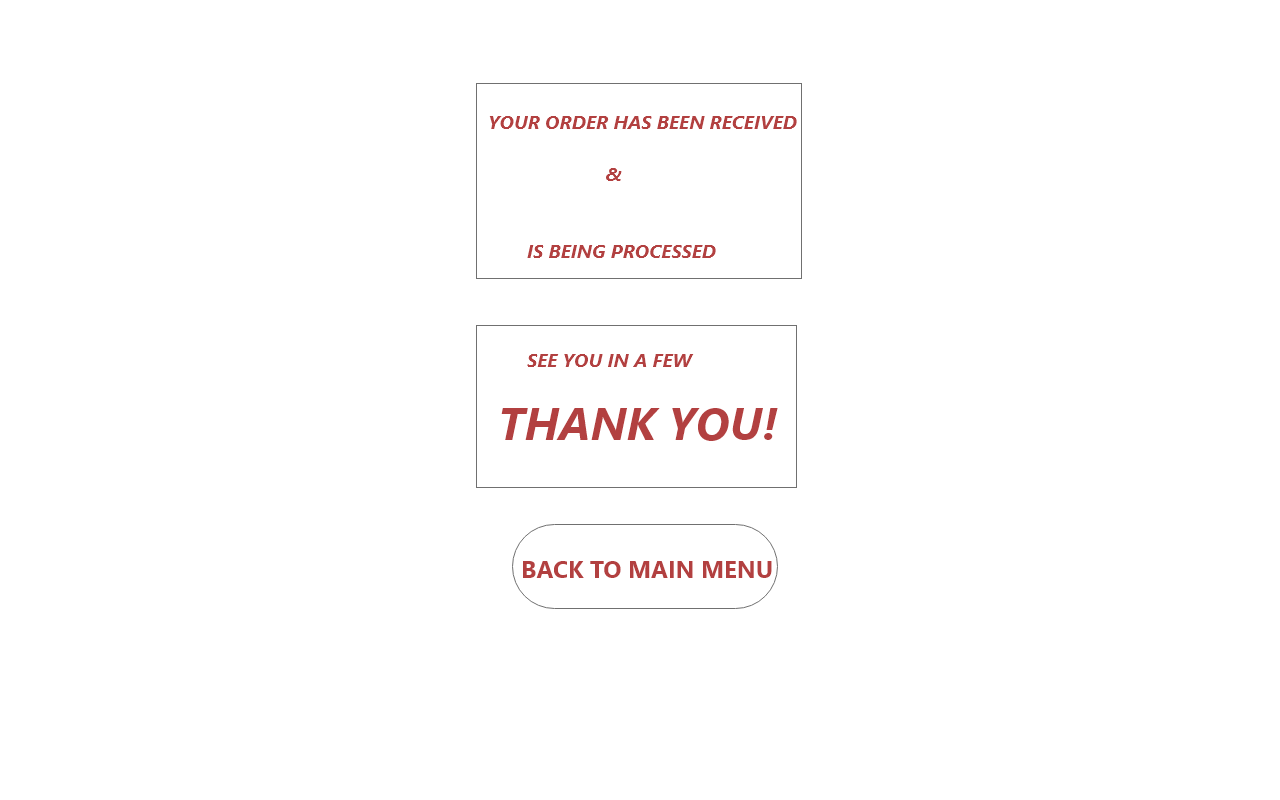 YOUR ORDER HAS BEEN RECEIVED
&
IS BEING PROCESSED
SEE YOU IN A FEW
THANK YOU!
BACK TO MAIN MENU